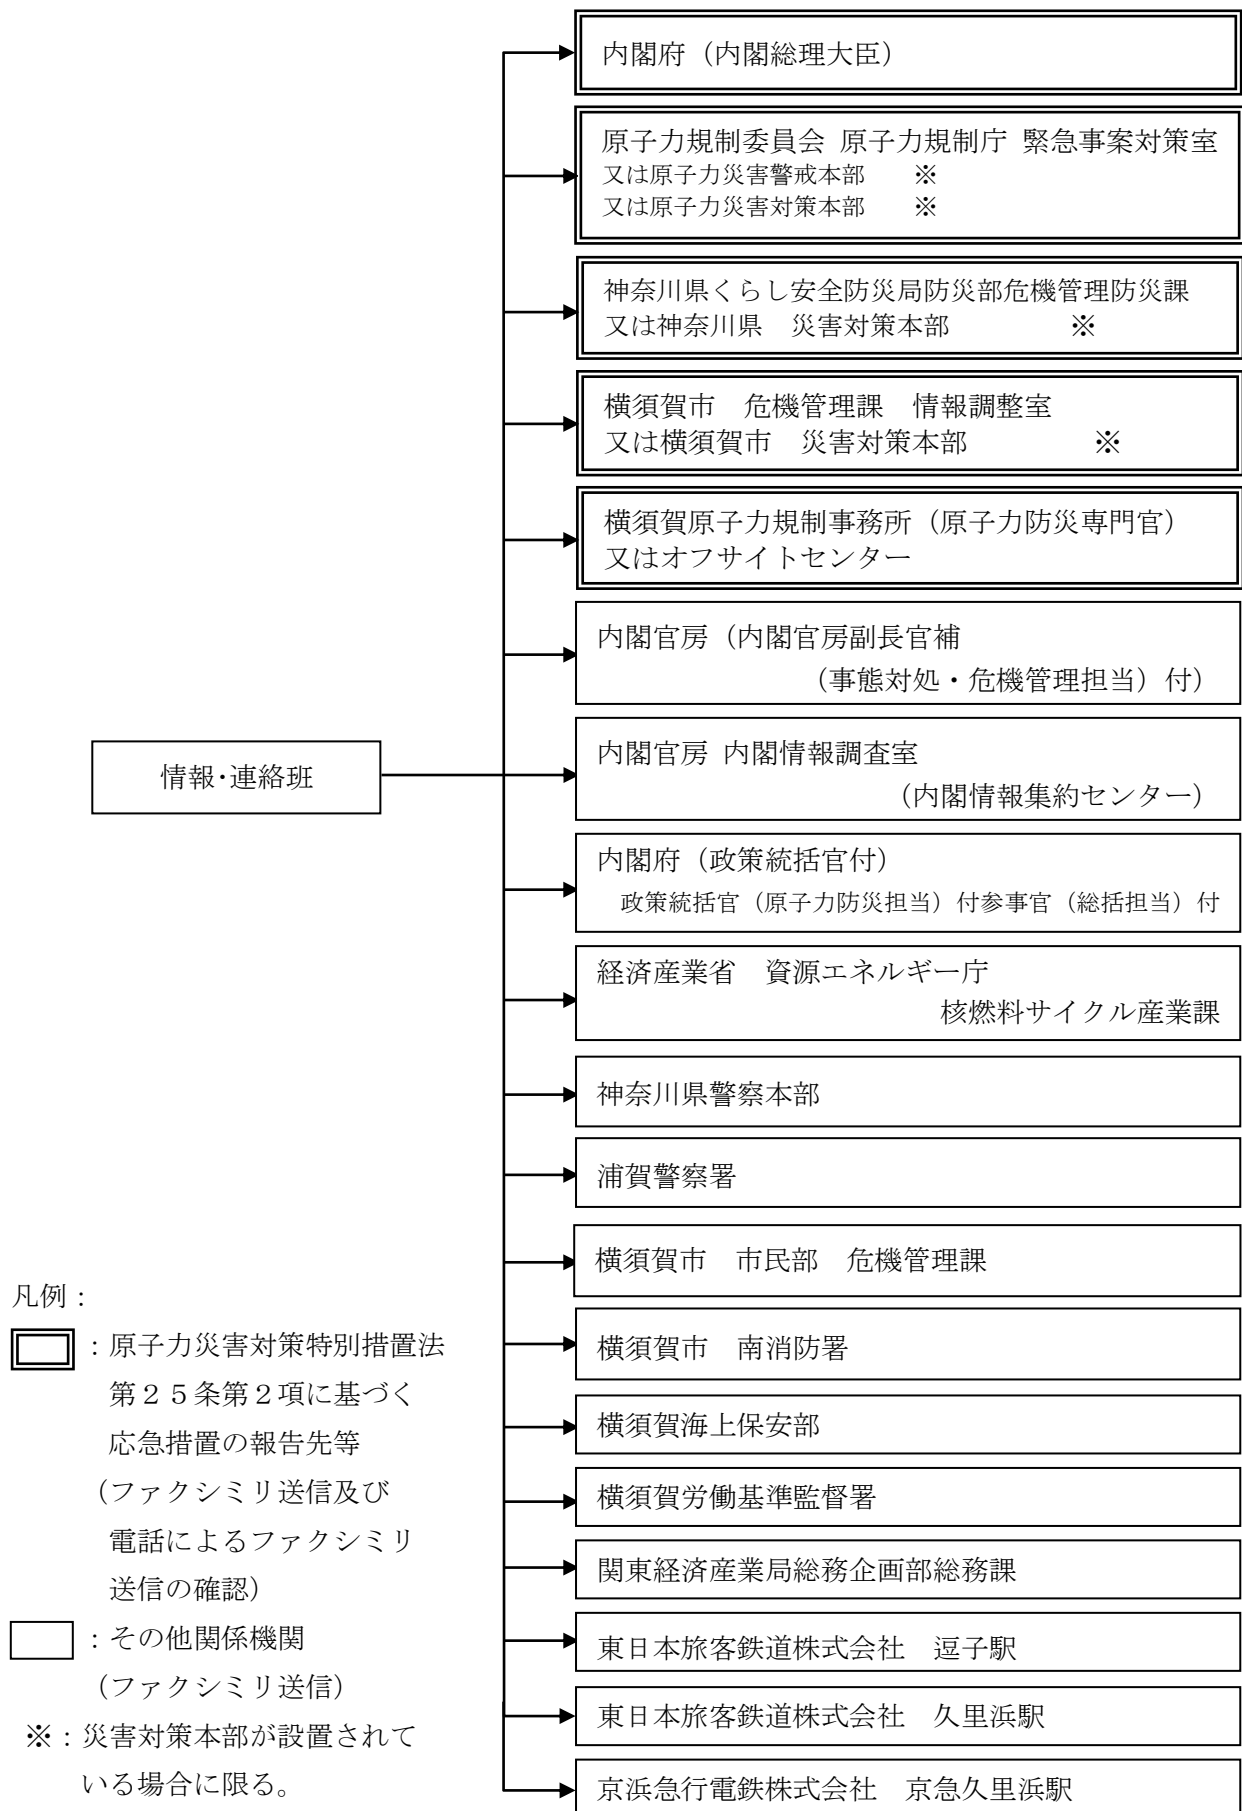 内閣府（内閣総理大臣）
原子力規制委員会 原子力規制庁 緊急事案対策室
又は原子力災害警戒本部　　※
又は原子力災害対策本部　　※
神奈川県くらし安全防災局防災部危機管理防災課
又は神奈川県　災害対策本部　　　　※
横須賀市　危機管理課　情報調整室
又は横須賀市　災害対策本部　　　　※
横須賀原子力規制事務所（原子力防災専門官）
又はオフサイトセンター
内閣官房（内閣官房副長官補
（事態対処・危機管理担当）付）
情報・連絡班
内閣官房 内閣情報調査室
（内閣情報集約センター）
内閣府（政策統括官付）
政策統括官（原子力防災担当）付参事官（総括担当）付
経済産業省　資源エネルギー庁
核燃料サイクル産業課
神奈川県警察本部
浦賀警察署
横須賀市　市民部　危機管理課
横須賀市　南消防署
横須賀海上保安部
横須賀労働基準監督署
関東経済産業局総務企画部総務課
東日本旅客鉄道株式会社　逗子駅
東日本旅客鉄道株式会社　久里浜駅
京浜急行電鉄株式会社　京急久里浜駅
凡例：
：原子力災害対策特別措置法
第２５条第２項に基づく
応急措置の報告先等
（ファクシミリ送信及び
電話によるファクシミリ
送信の確認）
：その他関係機関
（ファクシミリ送信）
※：災害対策本部が設置されて
いる場合に限る。